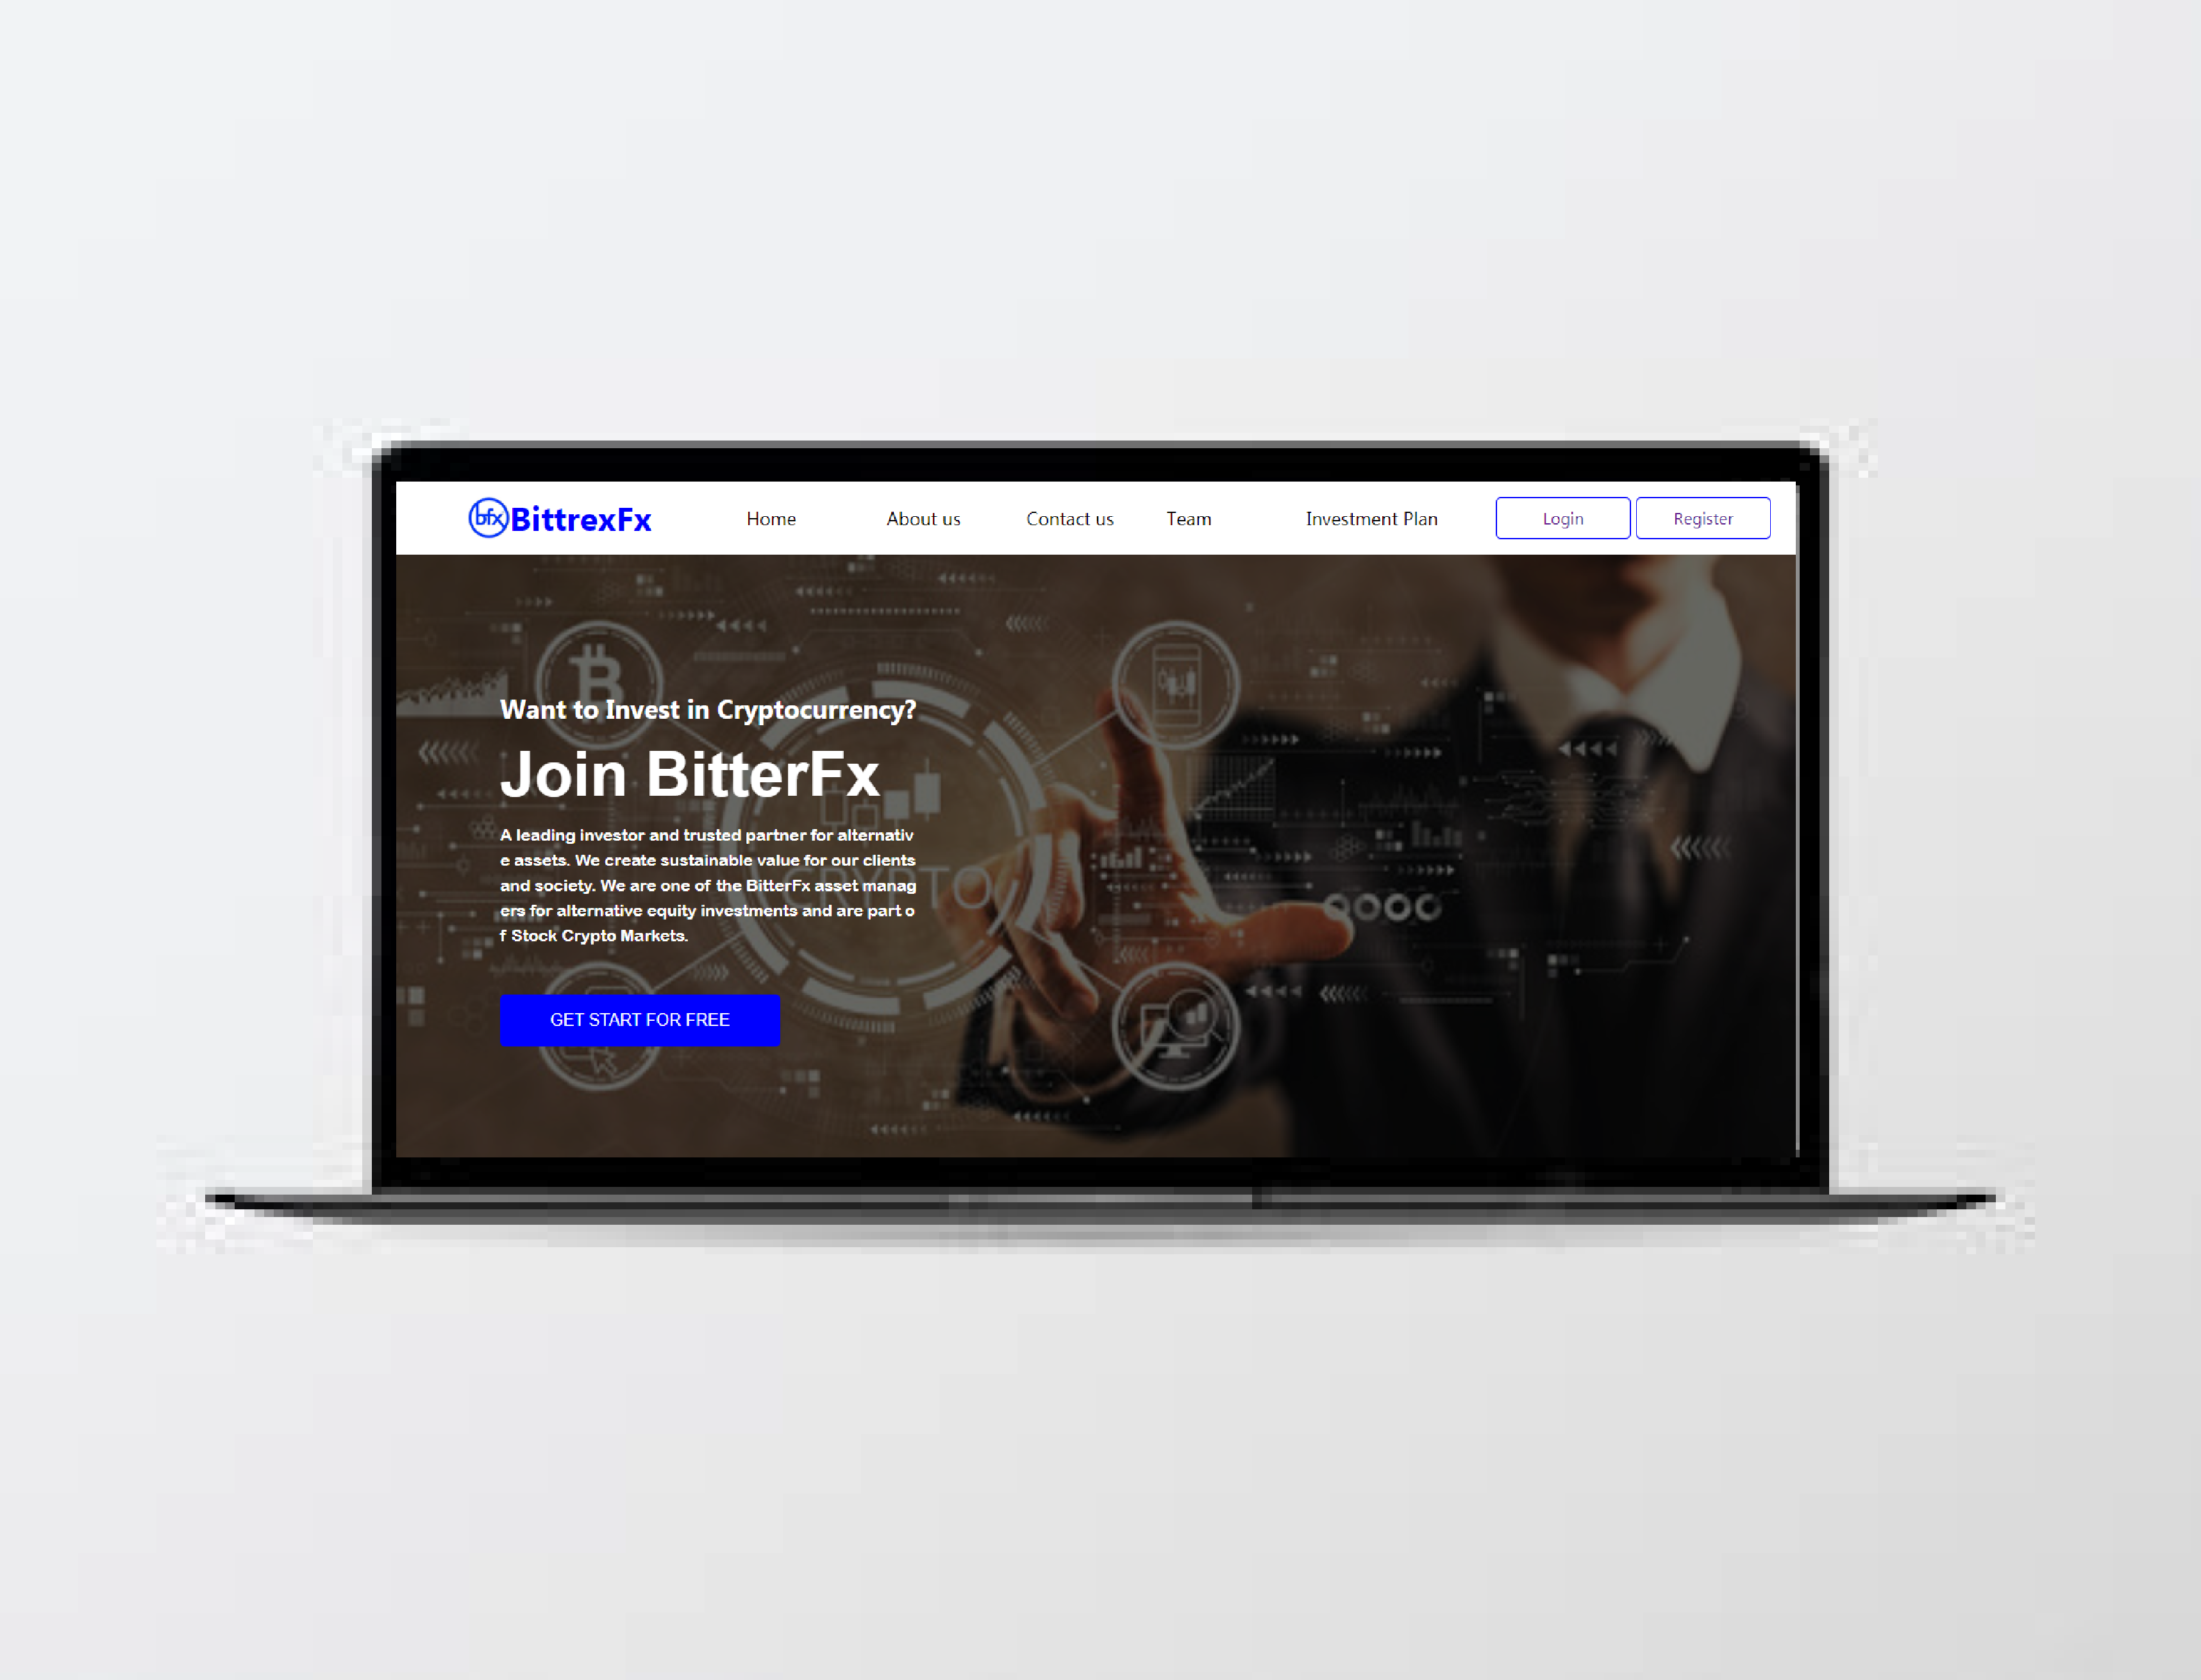 bfx BittrexFx
Home
About us
Contact us
Team
Investment Plan
Login
Register
Want to Invest in Cryptocurrency?
Join BitterFx
A leading investor and trusted partner for alternativ
e assets. We create sustainable value for our clients
and society. We are one of the BitterFx asset manag
ers for alternative equity investments and are part o
f Stock Crypto Markets.
CRYPTO
GET START FOR FREE